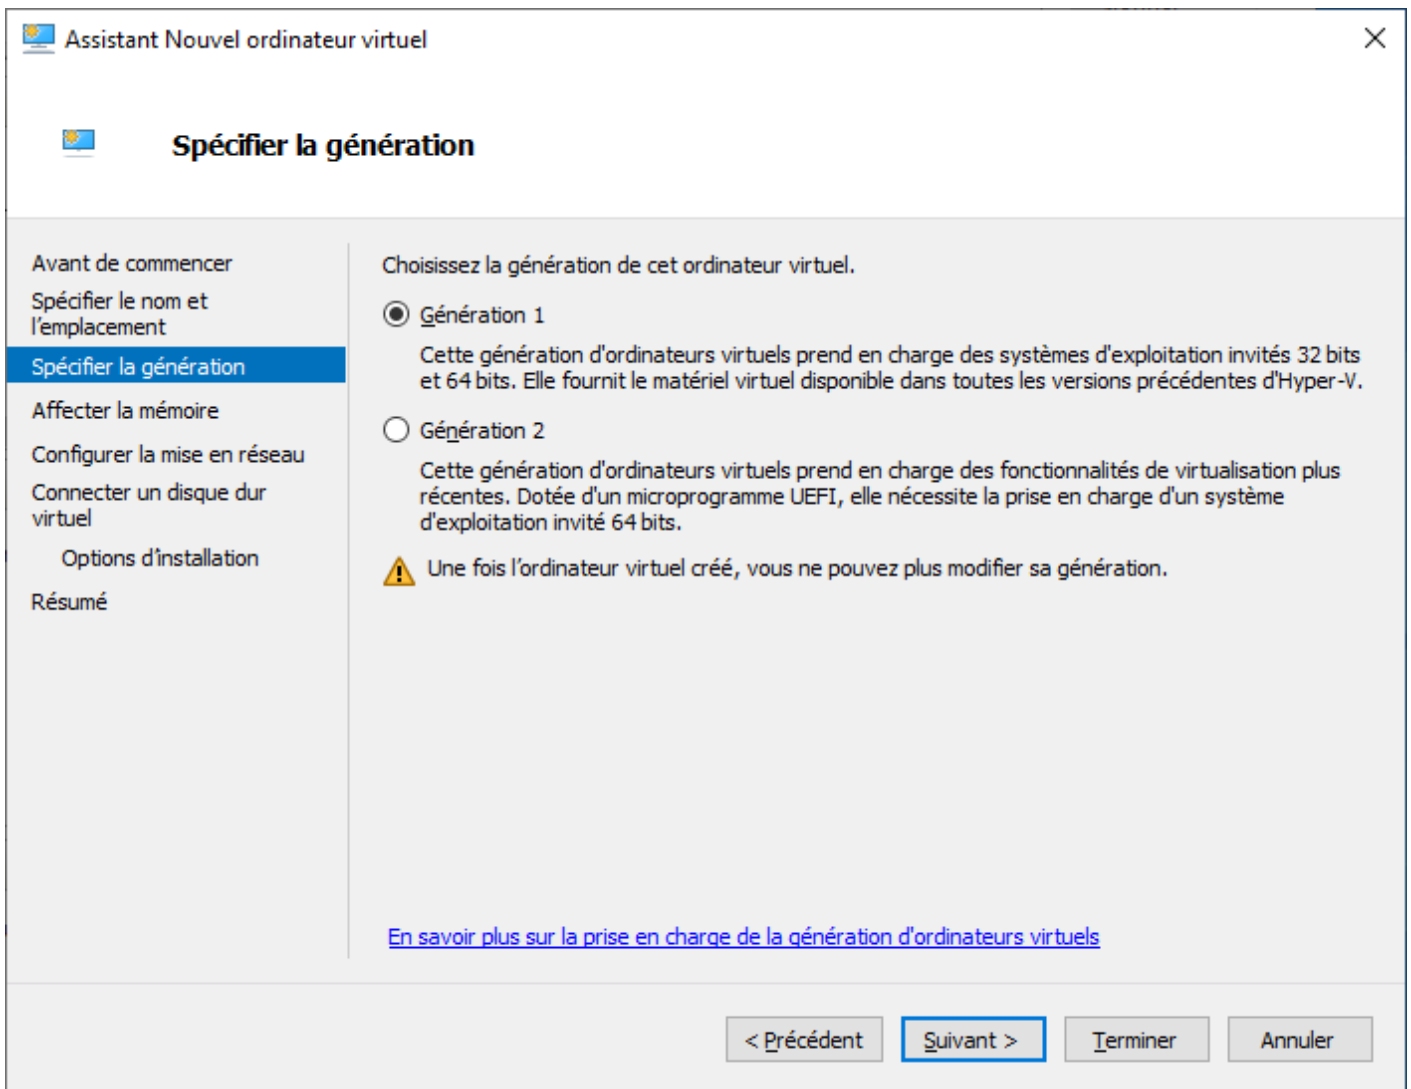 Assistant Nouvel ordinateur virtuel
Spécifier la génération
Avant de commencer
Spécifier le nom et
l’emplacement
Spécifier la génération
Affecter la mémoire
Configurer la mise en réseau
Connecter un disque dur
virtuel
Options d’installation
Résumé
Choisissez la génération de cet ordinateur virtuel.
Génération 1
Cette génération d'ordinateurs virtuels prend en charge des systèmes d'exploitation invités 32 bits
et 64 bits. Elle fournit le matériel virtuel disponible dans toutes les versions précédentes d'Hyper-V.
Génération 2
Cette génération d'ordinateurs virtuels prend en charge des fonctionnalités de virtualisation plus
récentes. Dotée d'un microprogramme UEFI, elle nécessite la prise en charge d'un système
d'exploitation invité 64 bits.
Une fois l’ordinateur virtuel créé, vous ne pouvez plus modifier sa génération.
En savoir plus sur la prise en charge de la génération d'ordinateurs virtuels
< Précédent
Suivant >
Terminer
Annuler